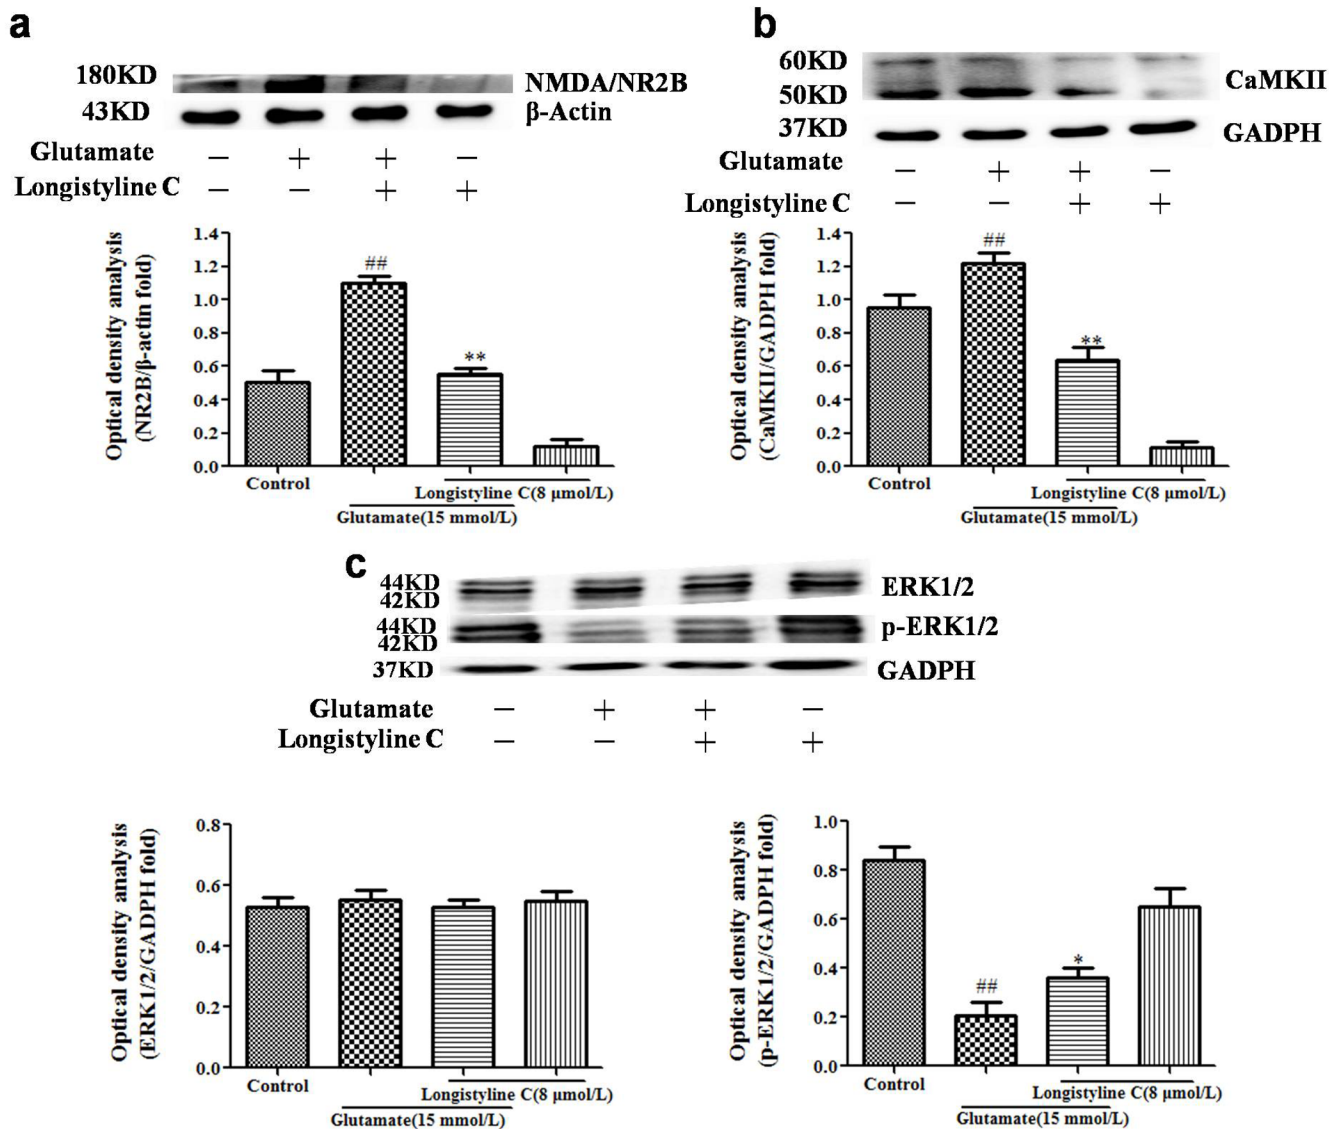 a
180KD
NMDA/NR2B
43KD
β-Actin
Glutamate − + + −
Longistyline C − − + +
Optical density analysis
(NR2B/β-actin fold)
1.4
1.2
1.0
0.8
0.6
0.4
0.2
0.0
##
**
Control
Longistyline C(8 μmol/L)
Glutamate(15 mmol/L)
b
60KD
CaMKII
50KD
37KD
GADPH
Glutamate − + + −
Longistyline C − − + +
Optical density analysis
(CaMKII/GADPH fold)
1.4
1.2
1.0
0.8
0.6
0.4
0.2
0.0
##
**
Control
Longistyline C(8 μmol/L)
Glutamate(15 mmol/L)
c
44KD
ERK1/2
42KD
44KD
p-ERK1/2
42KD
37KD
GADPH
Glutamate − + + −
Longistyline C − − + +
Optical density analysis
(ERK1/2/GADPH fold)
0.8
0.6
0.4
0.2
0.0
Control
Longistyline C(8 μmol/L)
Glutamate(15 mmol/L)
Optical density analysis
(p-ERK1/2/GADPH fold)
1.0
0.8
0.6
0.4
0.2
0.0
##
*
Control
Longistyline C(8 μmol/L)
Glutamate(15 mmol/L)